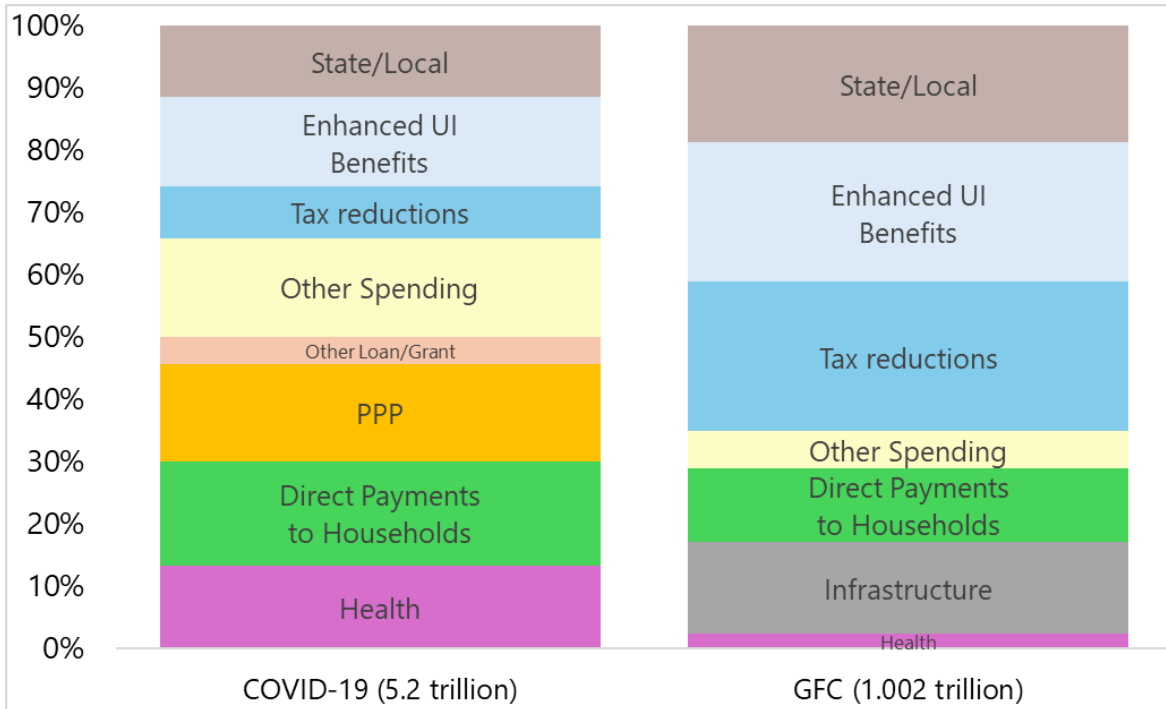 100%
90%
80%
70%
60%
50%
40%
30%
20%
10%
0%
State/Local
Enhanced UI
Benefits
Tax reductions
Other Spending
Other Loan/Grant
PPP
Direct Payments
to Households
Health
State/Local
Enhanced UI
Benefits
Tax reductions
Other Spending
Direct Payments
to Households
Infrastructure
Health
COVID-19 (5.2 trillion)
GFC (1.002 trillion)